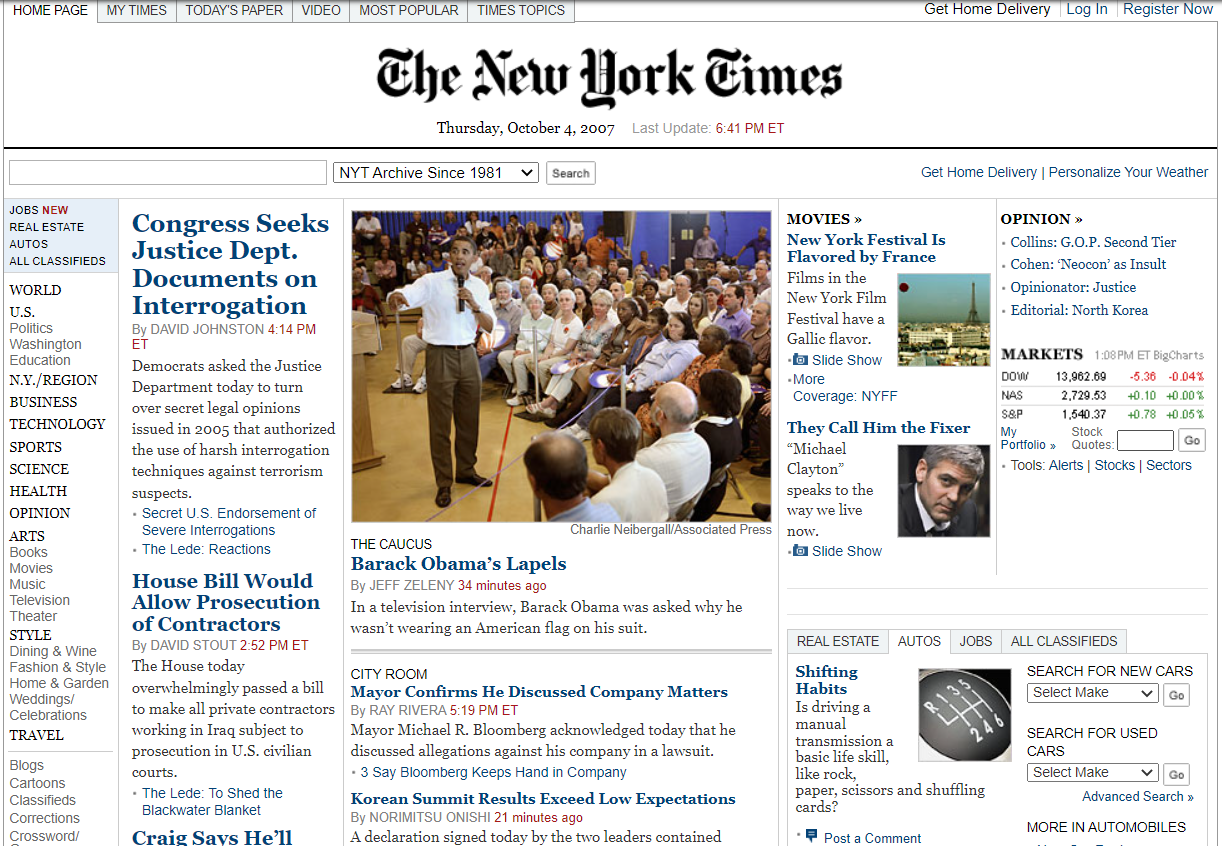 HOME PAGE
MY TIMES
TODAY'S PAPER
VIDEO
MOST POPULAR
TIMES TOPICS
Get Home Delivery
Log In
Register Now
The New York Times
Thursday, October 4, 2007 Last Update: 6:41 PM ET
NYT Archive Since 1981
Search
Get Home Delivery | Personalize Your Weather
JOBS NEW
REAL ESTATE
AUTOS
ALL CLASSIFIEDS
WORLD
U.S.
Politics
Washington
Education
N.Y./REGION
BUSINESS
TECHNOLOGY
SPORTS
SCIENCE
HEALTH
OPINION
ARTS
Books
Movies
Music
Television
Theater
STYLE
Dining & Wine
Fashion & Style
Home & Garden
Weddings/
Celebrations
TRAVEL
Blogs
Cartoons
Classifieds
Corrections
Crossword/
Congress Seeks
Justice Dept.
Documents on
Interrogation
By DAVID JOHNSTON 4:14 PM
ET
Democrats asked the Justice
Department today to turn
over secret legal opinions
issued in 2005 that authorized
the use of harsh interrogation
techniques against terrorism
suspects.
• Secret U.S. Endorsement of
Severe Interrogations
• The Lede: Reactions
House Bill Would
Allow Prosecution
of Contractors
By DAVID STOUT 2:52 PM ET
The House today
overwhelmingly passed a bill
to make all private contractors
working in Iraq subject to
prosecution in U.S. civilian
courts.
• The Lede: To Shed the
Blackwater Blanket
Craig Says He'll
Charlie Neibergall/Associated Press
THE CAUCUS
Barack Obama's Lapels
By JEFF ZELENY 34 minutes ago
In a television interview, Barack Obama was asked why he
wasn't wearing an American flag on his suit.
CITY ROOM
Mayor Confirms He Discussed Company Matters
By RAY RIVERA 5:19 PM ET
Mayor Michael R. Bloomberg acknowledged today that he
discussed allegations against his company in a lawsuit.
• 3 Say Bloomberg Keeps Hand in Company
Korean Summit Results Exceed Low Expectations
By NORIMITSU ONISHI 21 minutes ago
A declaration signed today by the two leaders contained
MOVIES »
New York Festival Is
Flavored by France
Films in the
New York Film
Festival have a
Gallic flavor.
• Slide Show
• More
Coverage: NYFF
They Call Him the Fixer
“Michael
Clayton”
speaks to the
way we live
now.
• Slide Show
OPINION »
• Collins: G.O.P. Second Tier
• Cohen: ‘Neocon’ as Insult
• Opinionator: Justice
• Editorial: North Korea
MARKETS 1:08PM ET BigCharts
DOW 13,962.69 -5.36 -0.04%
NAS 2,729.53 +0.10 +0.00%
S&P 1,540.37 +0.78 +0.05%
My
Portfolio »
Stock
Quotes:
Go
• Tools: Alerts | Stocks | Sectors
REAL ESTATE
AUTOS
JOBS
ALL CLASSIFIEDS
Shifting
Habits
Is driving a
manual
transmission a
basic life skill,
like rock,
paper, scissors and shuffling
cards?
• Post a Comment
R 1 3 5
2 4 6
SEARCH FOR NEW CARS
Select Make
Go
SEARCH FOR USED
CARS
Select Make
Go
Advanced Search »
MORE IN AUTOMOBILES